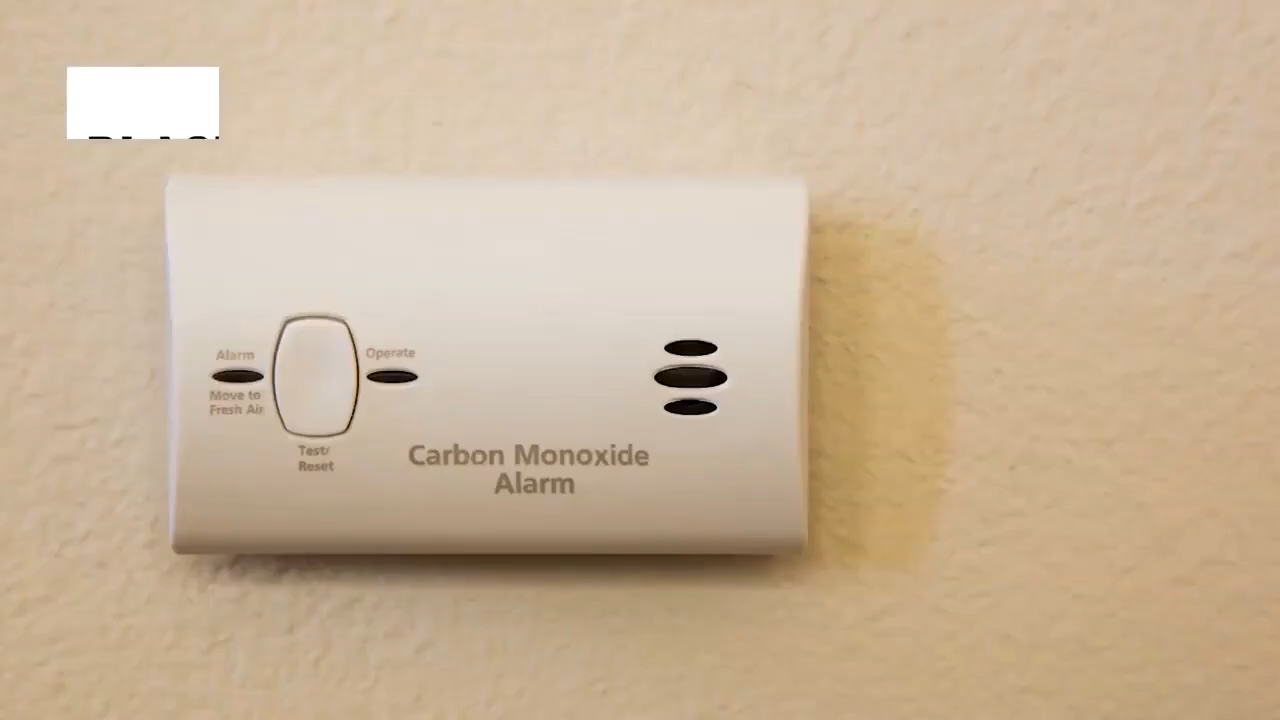 Alarm
Operate
Move to
Fresh Air
Test/
Reset
Carbon Monoxide
Alarm